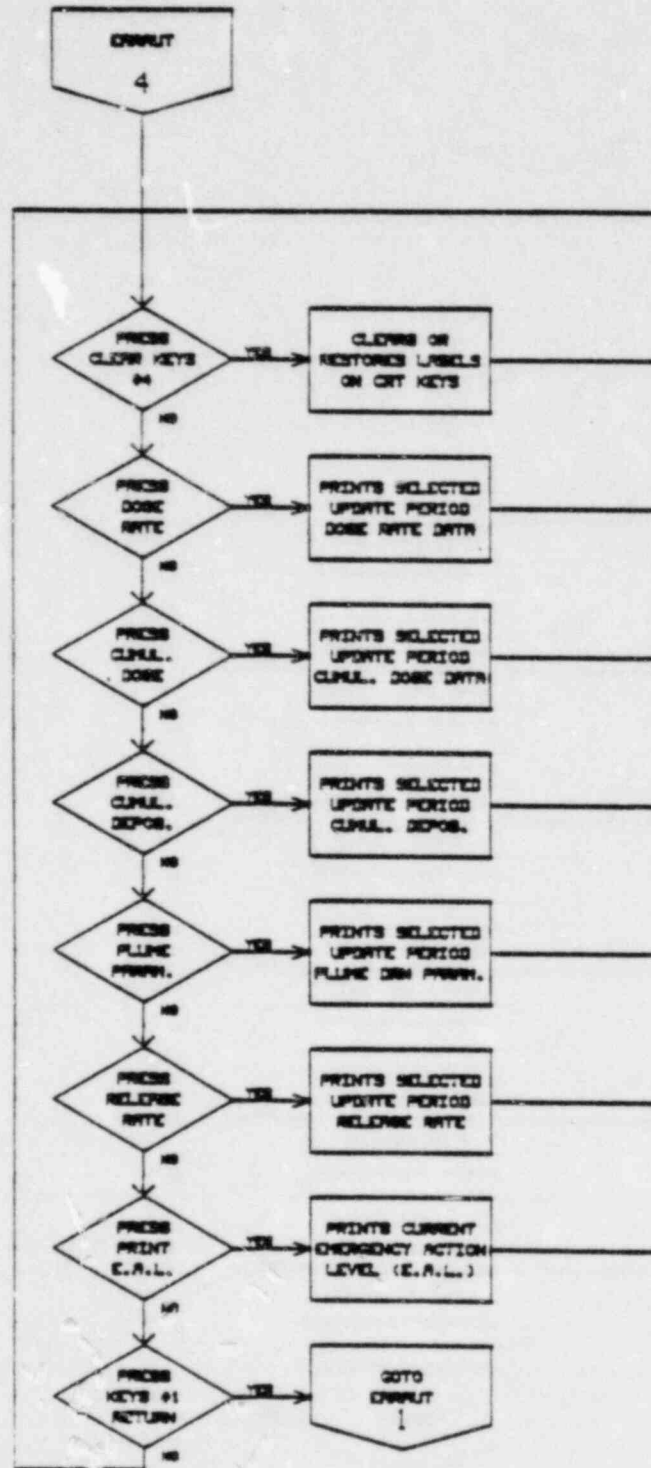 ERRAUT
4
PRESS
CLEAR KEYS
#4
YES
CLEARS OR
RESTORES LABELS
ON CRT KEYS
NO
PRESS
DOSE
RATE
YES
PRINTS SELECTED
UPDATE PERIOD
DOSE RATE DATA
NO
PRESS
CUMUL.
DOSE
YES
PRINTS SELECTED
UPDATE PERIOD
CUMUL. DOSE DATA
NO
PRESS
CUMUL.
DEPOS.
YES
PRINTS SELECTED
UPDATE PERIOD
CUMUL. DEPOS.
NO
PRESS
PLUME
PARAM.
YES
PRINTS SELECTED
UPDATE PERIOD
PLUME DRW PARAM.
NO
PRESS
RELEASE
RATE
YES
PRINTS SELECTED
UPDATE PERIOD
RELEASE RATE
NO
PRESS
PRINT
E.A.L.
YES
PRINTS CURRENT
EMERGENCY ACTION
LEVEL (E.A.L.)
NO
PRESS
KEYS #1
RETURN
YES
GOTO
ERRAUT
1
NO